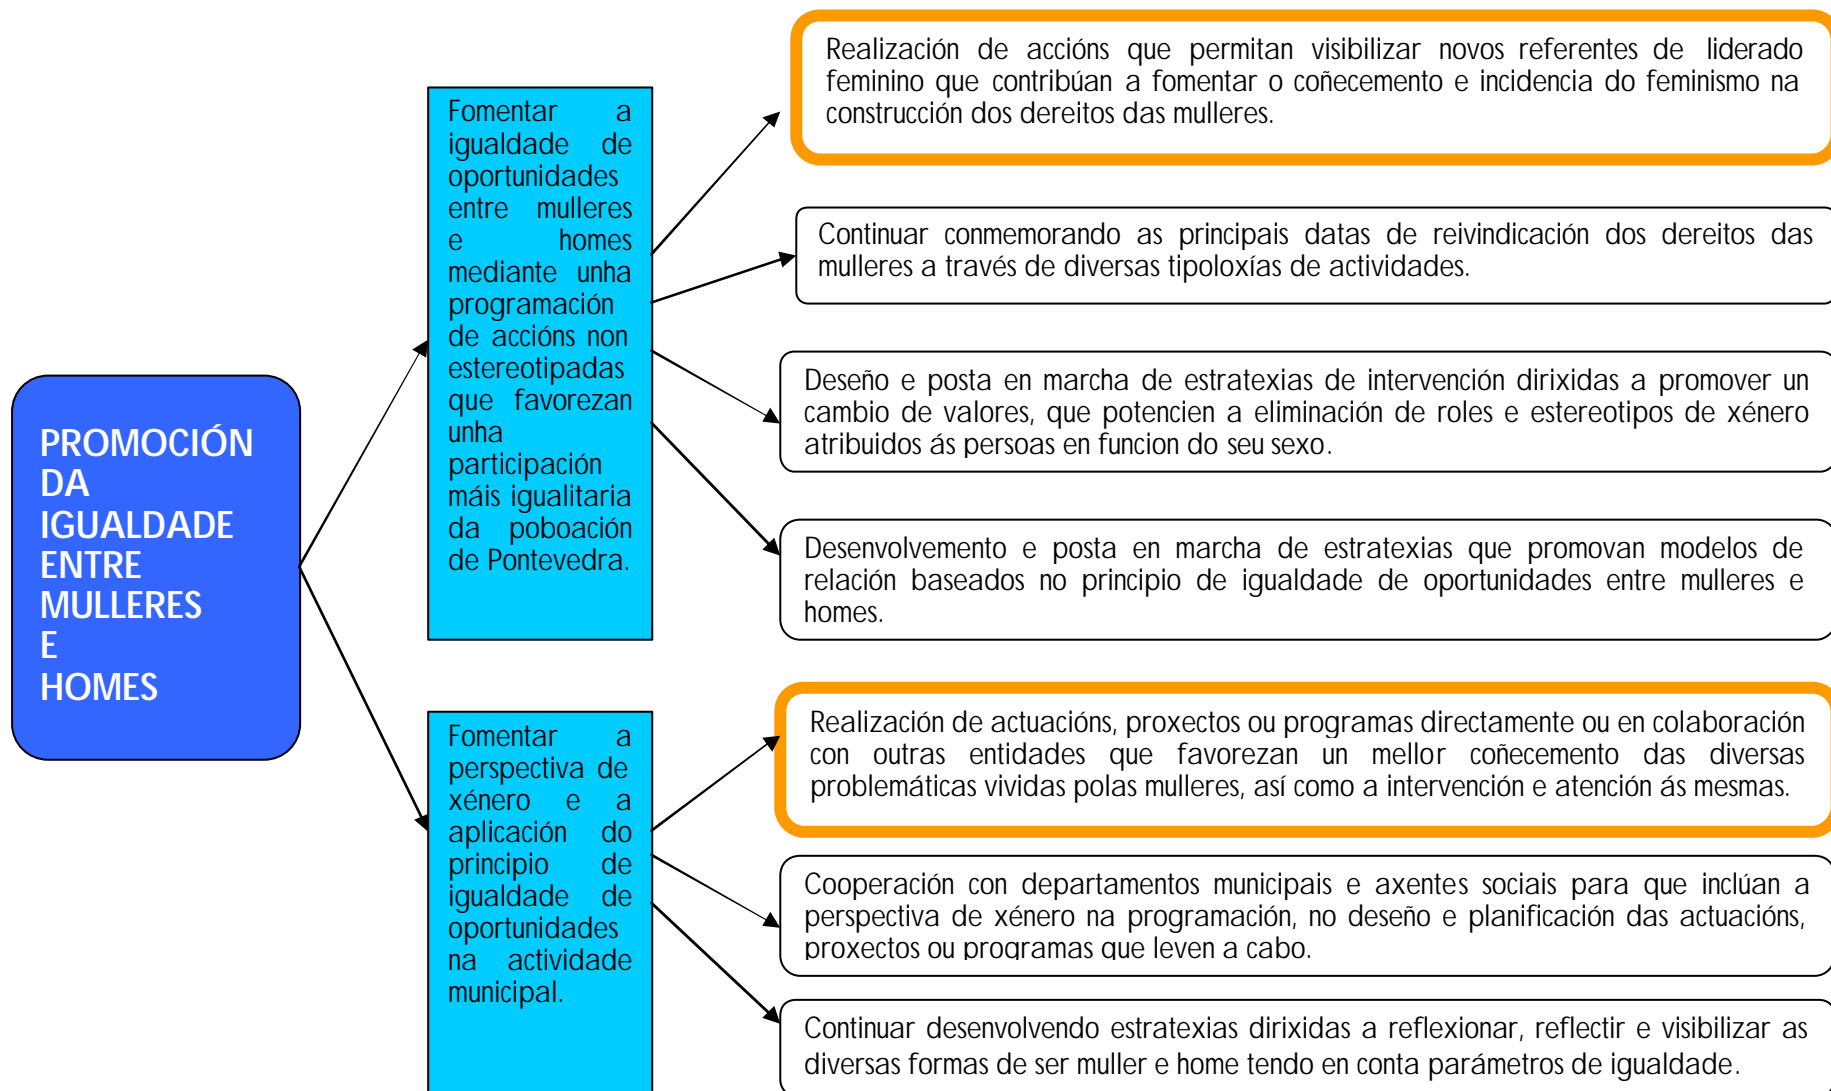 PROMOCIÓN
DA
IGUALDADE
ENTRE
MULLERES
E
HOMES
Fomentar a
igualdade de
oportunidades
entre mulleres
e homes
mediante unha
programación
de accións non
estereotipadas
que favorezan
unha
participación
máis igualitaria
da poboación
de Pontevedra.
Realización de accións que permitan visibilizar novos referentes de liderado
feminino que contribúan a fomentar o coñecemento e incidencia do feminismo na
construcción dos dereitos das mulleres.
Continuar conmemorando as principais datas de reivindicación dos dereitos das
mulleres a través de diversas tipoloxías de actividades.
Deseño e posta en marcha de estratexias de intervención dirixidas a promover un
cambio de valores, que potencien a eliminación de roles e estereotipos de xénero
atribuidos ás persoas en funcion do seu sexo.
Desenvolvemento e posta en marcha de estratexias que promovan modelos de
relación baseados no principio de igualdade de oportunidades entre mulleres e
homes.
Fomentar a
perspectiva de
xénero e a
aplicación do
principio de
igualdade de
oportunidades
na actividade
municipal.
Realización de actuacións, proxectos ou programas directamente ou en colaboración
con outras entidades que favorezan un mellor coñecemento das diversas
problemáticas vividas polas mulleres, así como a intervención e atención ás mesmas.
Cooperación con departamentos municipais e axentes sociais para que inclúan a
perspectiva de xénero na programación, no deseño e planificación das actuacións,
proxectos ou programas que leven a cabo.
Continuar desenvolvendo estratexias dirixidas a reflexionar, reflectir e visibilizar as
diversas formas de ser muller e home tendo en conta parámetros de igualdade.